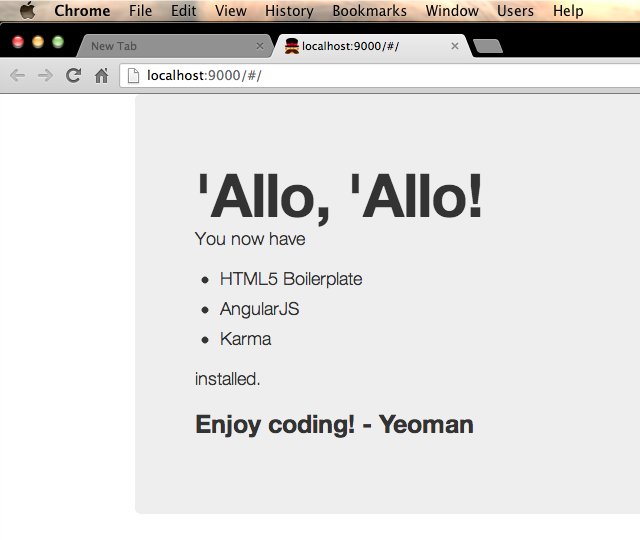 Chrome File Edit View History Bookmarks Window Users Help
New Tab localhost:9000/#/
localhost:9000/#/
'Allo, 'Allo!
You now have
HTML5 Boilerplate
AngularJS
Karma
installed.
Enjoy coding! - Yeoman